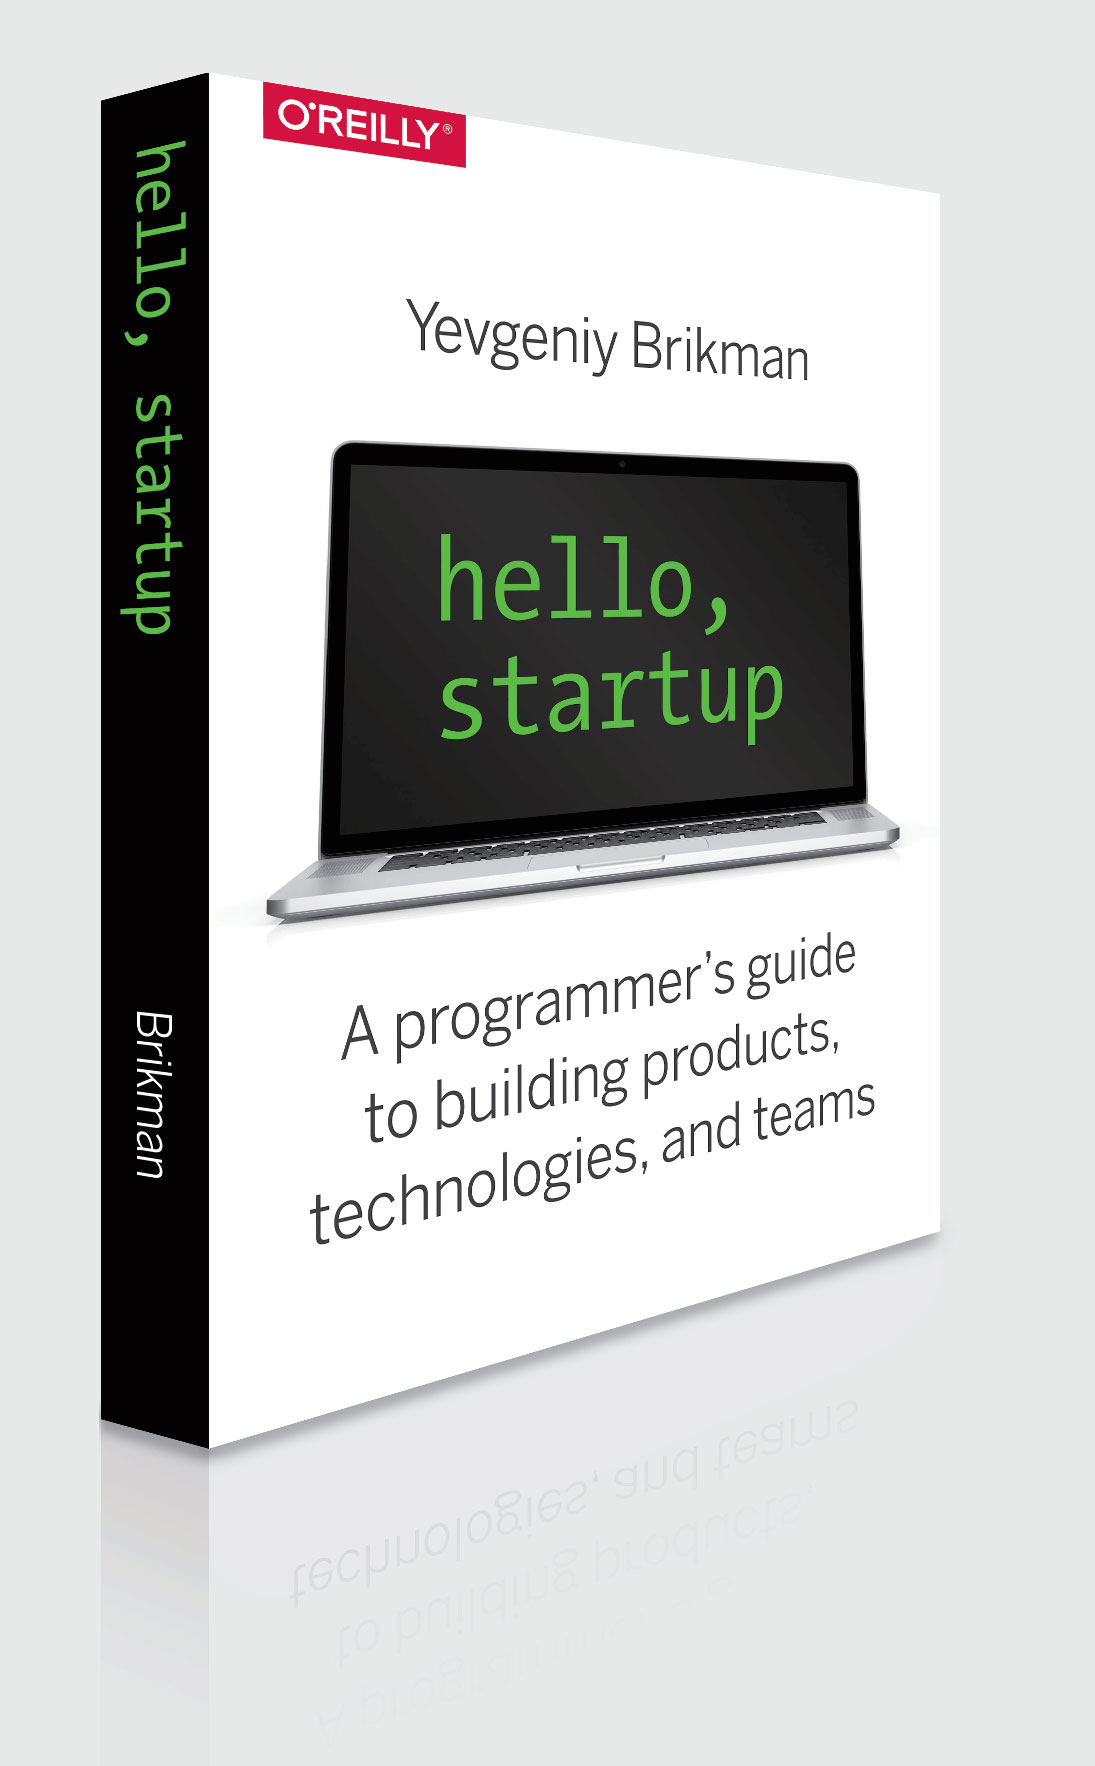 hello, startup
Brikman
O'REILLY®
Yevgeniy Brikman
hello,
startup
A programmer's guide
to building products,
technologies, and teams